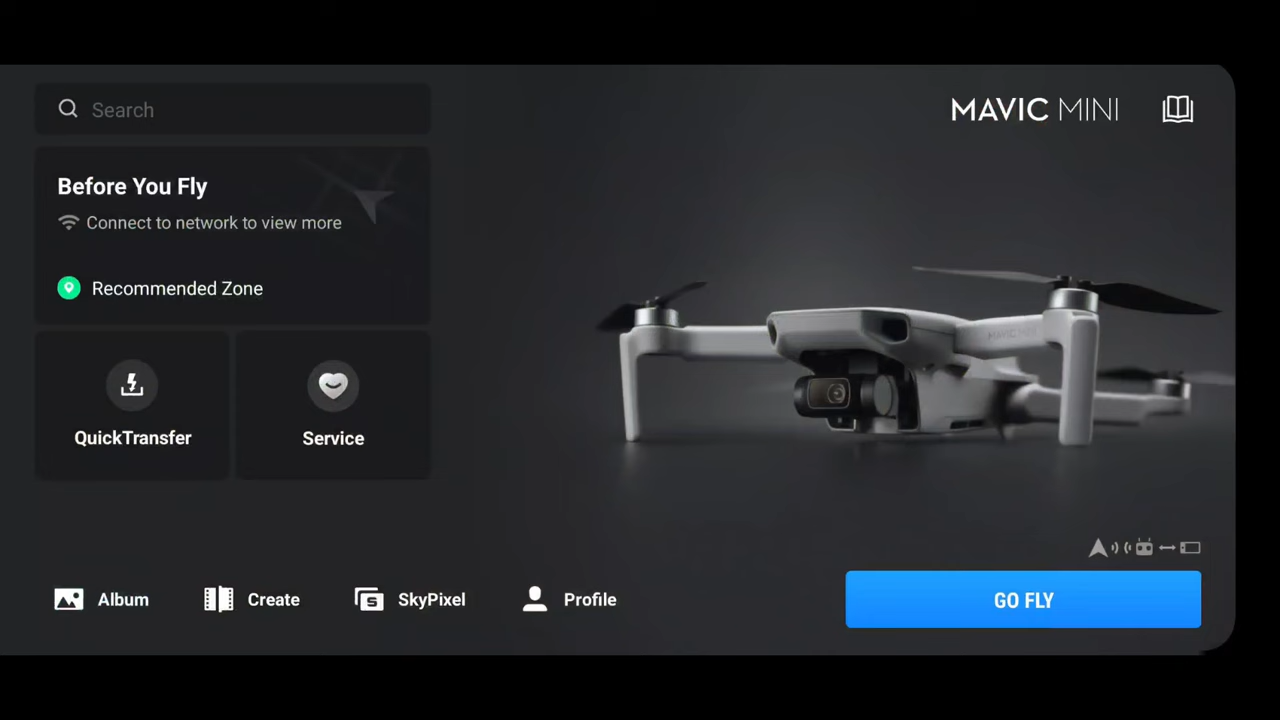 Search
MAVIC MINI
Before You Fly
Connect to network to view more
Recommended Zone
QuickTransfer
Service
Album
Create
SkyPixel
Profile
GO FLY